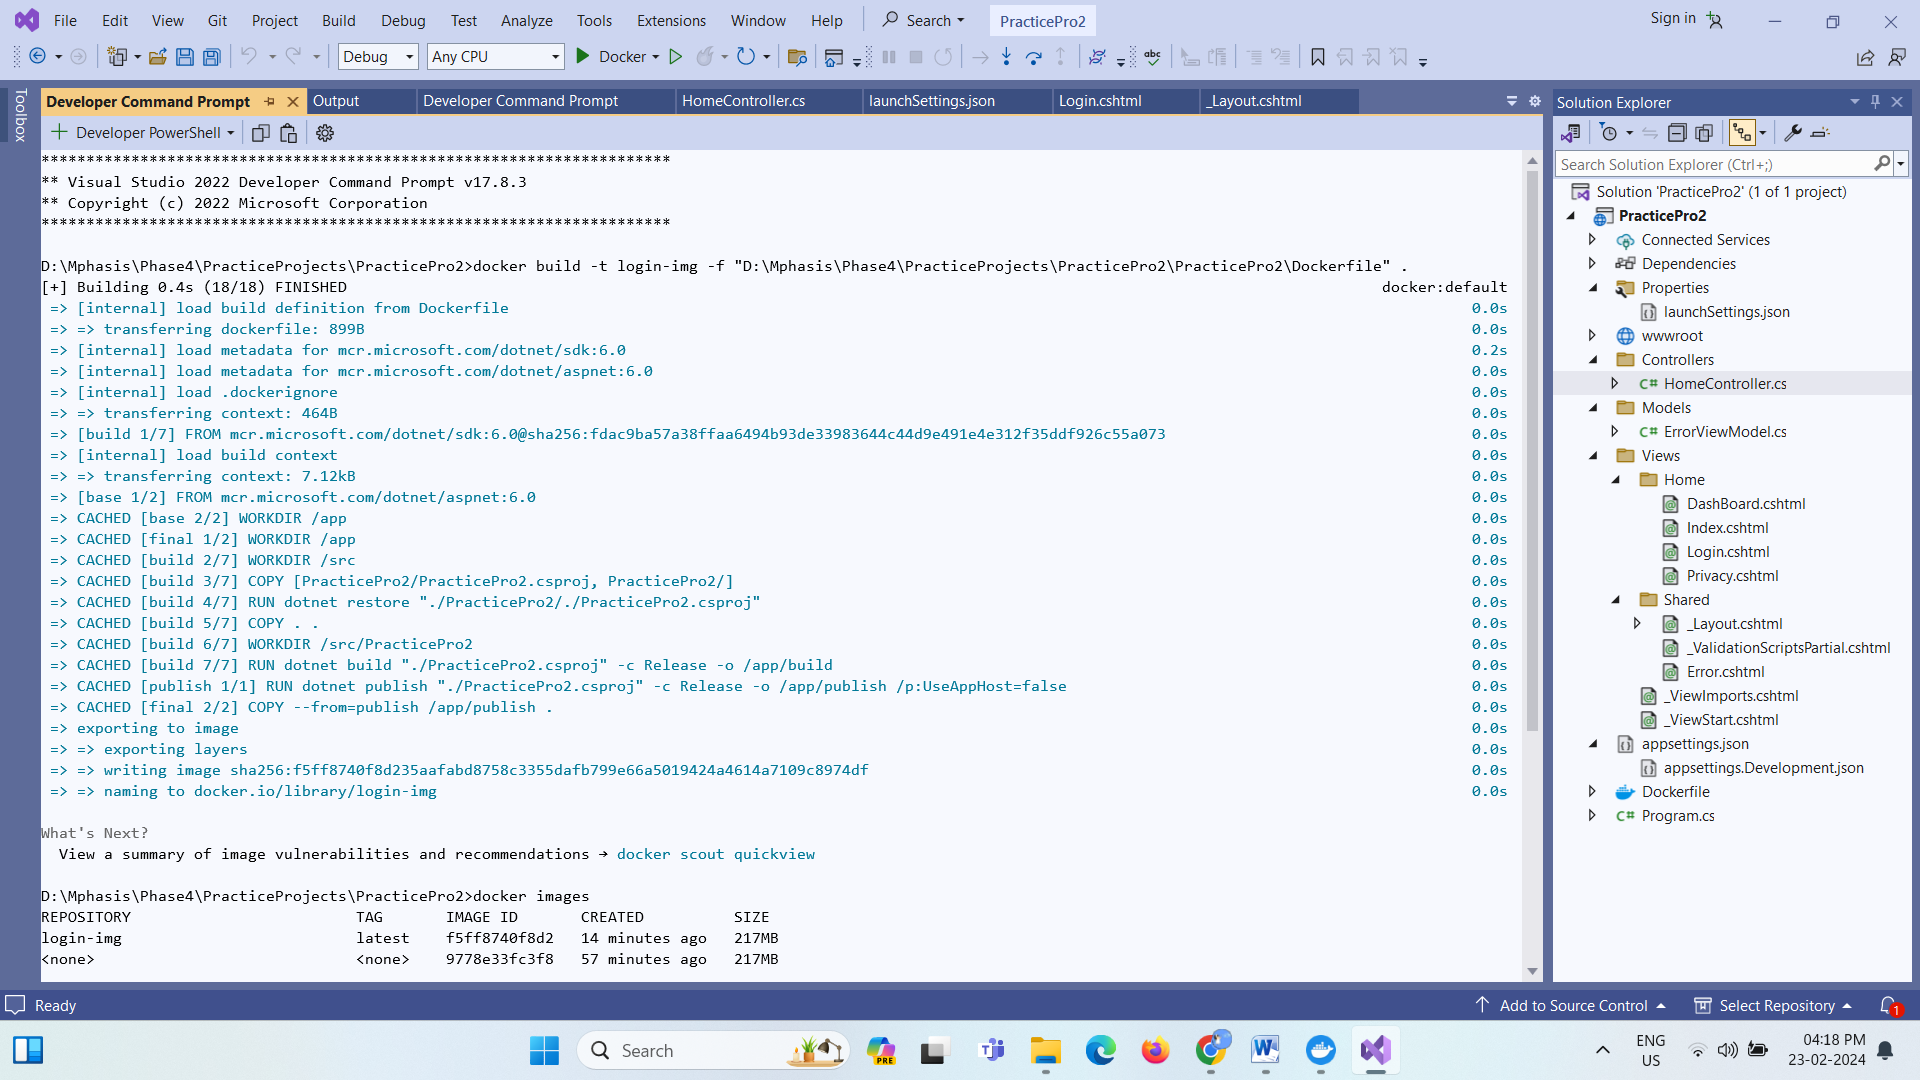 File Edit View Git Project Build Debug Test Analyze Tools Extensions Window Help Search PracticePro2 Sign in
Debug Any CPU Docker
Toolbox
Developer Command Prompt Output Developer Command Prompt HomeController.cs launchSettings.json Login.cshtml _Layout.cshtml
Developer PowerShell
**********************************************************************
** Visual Studio 2022 Developer Command Prompt v17.8.3
** Copyright (c) 2022 Microsoft Corporation
**********************************************************************
D:\Mphasis\Phase4\PracticeProjects\PracticePro2>docker build -t login-img -f "D:\Mphasis\Phase4\PracticeProjects\PracticePro2\PracticePro2\Dockerfile" .
[+] Building 0.4s (18/18) FINISHED docker:default
=> [internal] load build definition from Dockerfile 0.0s
=> => transferring dockerfile: 899B 0.0s
=> [internal] load metadata for mcr.microsoft.com/dotnet/sdk:6.0 0.2s
=> [internal] load metadata for mcr.microsoft.com/dotnet/aspnet:6.0 0.0s
=> [internal] load .dockerignore 0.0s
=> => transferring context: 464B 0.0s
=> [build 1/7] FROM mcr.microsoft.com/dotnet/sdk:6.0@sha256:fdac9ba57a38ffaa6494b93de33983644c44d9e491e4e312f35ddf926c55a073 0.0s
=> [internal] load build context 0.0s
=> => transferring context: 7.12kB 0.0s
=> [base 1/2] FROM mcr.microsoft.com/dotnet/aspnet:6.0 0.0s
=> CACHED [base 2/2] WORKDIR /app 0.0s
=> CACHED [final 1/2] WORKDIR /app 0.0s
=> CACHED [build 2/7] WORKDIR /src 0.0s
=> CACHED [build 3/7] COPY [PracticePro2/PracticePro2.csproj, PracticePro2/] 0.0s
=> CACHED [build 4/7] RUN dotnet restore "./PracticePro2/./PracticePro2.csproj" 0.0s
=> CACHED [build 5/7] COPY . . 0.0s
=> CACHED [build 6/7] WORKDIR /src/PracticePro2 0.0s
=> CACHED [build 7/7] RUN dotnet build "./PracticePro2.csproj" -c Release -o /app/build 0.0s
=> CACHED [publish 1/1] RUN dotnet publish "./PracticePro2.csproj" -c Release -o /app/publish /p:UseAppHost=false 0.0s
=> CACHED [final 2/2] COPY --from=publish /app/publish . 0.0s
=> exporting to image 0.0s
=> => exporting layers 0.0s
=> => writing image sha256:f5ff8740f8d235aafabd8758c3355dafb799e66a5019424a4614a7109c8974df 0.0s
=> => naming to docker.io/library/login-img 0.0s
What's Next?
View a summary of image vulnerabilities and recommendations → docker scout quickview
D:\Mphasis\Phase4\PracticeProjects\PracticePro2>docker images
REPOSITORY TAG IMAGE ID CREATED SIZE
login-img latest f5ff8740f8d2 14 minutes ago 217MB
<none> <none> 9778e33fc3f8 57 minutes ago 217MB
Solution Explorer
Search Solution Explorer (Ctrl+;)
Solution 'PracticePro2' (1 of 1 project)
PracticePro2
Connected Services
Dependencies
Properties
launchSettings.json
wwwroot
Controllers
C# HomeController.cs
Models
C# ErrorViewModel.cs
Views
Home
DashBoard.cshtml
Index.cshtml
Login.cshtml
Privacy.cshtml
Shared
_Layout.cshtml
_ValidationScriptsPartial.cshtml
Error.cshtml
_ViewImports.cshtml
_ViewStart.cshtml
appsettings.json
appsettings.Development.json
Dockerfile
C# Program.cs
Ready Add to Source Control Select Repository 1
Search PRE ENG US 04:18 PM
23-02-2024